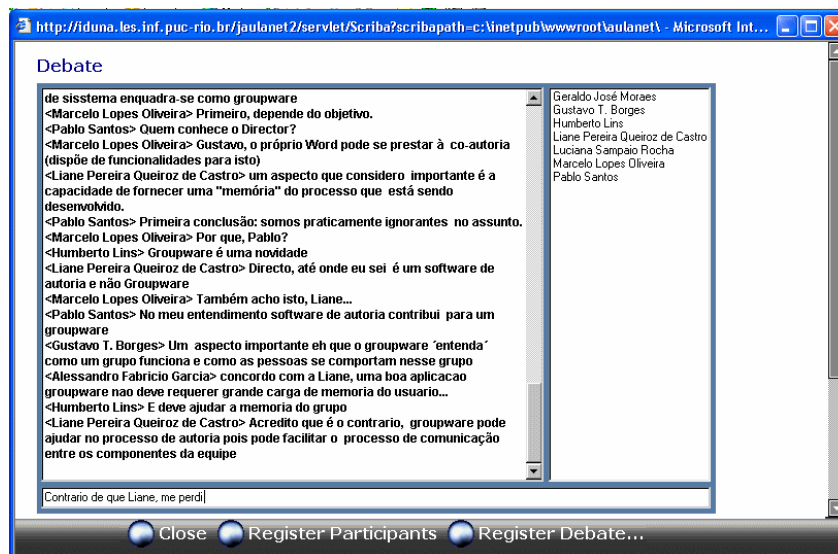 http://iduna.les.inf.puc-rio.br/jaulanet2/servlet/Scriba?scribapath=c:\inetpub\wwwroot\aulanet\ - Microsoft Int...
Debate
de sisstema enquadra-se como groupware
<Marcelo Lopes Oliveira> Primeiro, depende do objetivo.
<Pablo Santos> Quem conhece o Director?
<Marcelo Lopes Oliveira> Gustavo, o próprio Word pode se prestar à co-autoria
(dispõe de funcionalidades para isto)
<Liane Pereira Queiroz de Castro> um aspecto que considero importante é a
capacidade de fornecer uma "memória" do processo que está sendo
desenvolvido.
<Pablo Santos> Primeira conclusão: somos praticamente ignorantes no assunto.
<Marcelo Lopes Oliveira> Por que, Pablo?
<Humberto Lins> Groupware é uma novidade
<Liane Pereira Queiroz de Castro> Directo, até onde eu sei é um software de
autoria e não Groupware
<Marcelo Lopes Oliveira> Também acho isto, Liane...
<Pablo Santos> No meu entendimento software de autoria contribui para um
groupware
<Gustavo T. Borges> Um aspecto importante eh que o groupware ´entenda´
como um grupo funciona e como as pessoas se comportam nesse grupo
<Alessandro Fabricio Garcia> concordo com a Liane, uma boa aplicacao
groupware nao deve requerer grande carga de memoria do usuario...
<Humberto Lins> E deve ajudar a memoria do grupo
<Liane Pereira Queiroz de Castro> Acredito que é o contrario, groupware pode
ajudar no processo de autoria pois pode facilitar o processo de comunicação
entre os componentes da equipe
Geraldo José Moraes
Gustavo T. Borges
Humberto Lins
Liane Pereira Queiroz de Castro
Luciana Sampaio Rocha
Marcelo Lopes Oliveira
Pablo Santos
Contrario de que Liane, me perdi
Close Register Participants Register Debate...